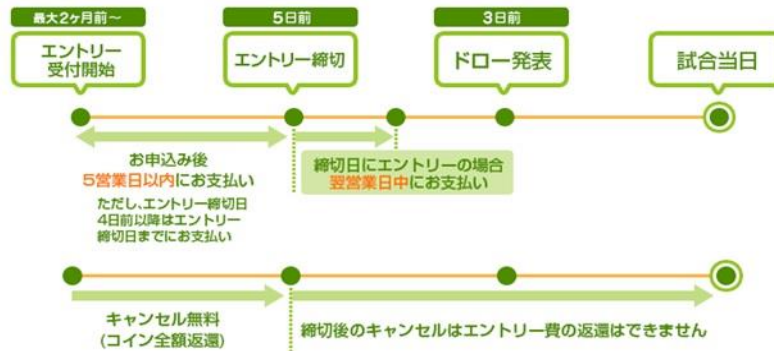 最大2ヶ月前～
5日前
3日前
エントリー
受付開始
エントリー締切
ドロー発表
試合当日
お申込み後
5営業日以内にお支払い
ただし、エントリー締切日
4日前以降はエントリー
締切日までにお支払い
締切日にエントリーの場合
翌営業日中にお支払い
キャンセル無料
(コイン全額返還)
締切後のキャンセルはエントリー費の返還はできません